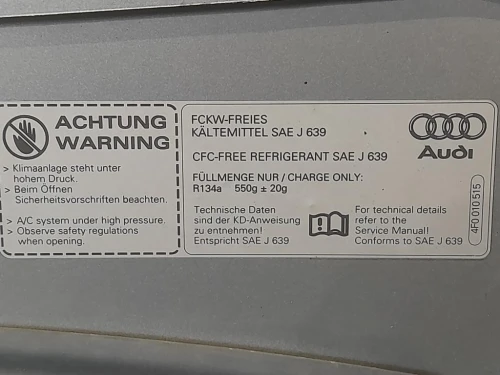 ACHTUNG
WARNING
> Klimaanlage steht unter
hohem Druck.
> Beim Öffnen
Sicherheitsvorschriften beachten.
> A/C system under high pressure.
> Observe safety regulations
when opening.
FCKW-FREIES
KÄLTEMITTEL SAE J 639
CFC-FREE REFRIGERANT SAE J 639
FÜLLMENGE NUR / CHARGE ONLY:
R134a 550g ± 20g
Technische Daten
sind der KD-Anweisung
zu entnehmen!
Entspricht SAE J 639
For technical details
refer to the
Service Manual!
Conforms to SAE J 639
Audi
4F0 010 515